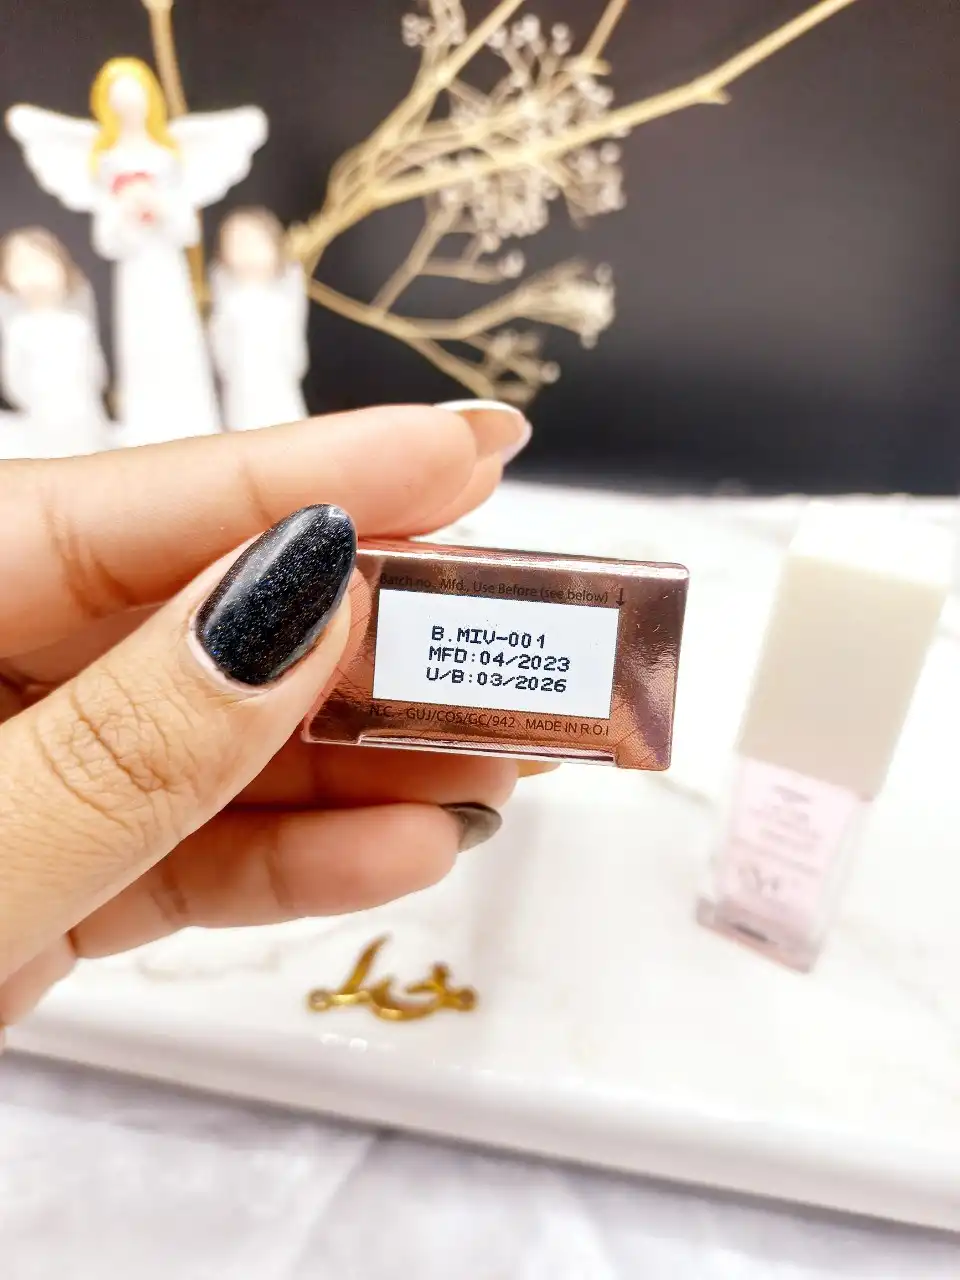 Batch no., Mfd., Use Before (see below) ↓
B.MIV-001
MFD:04/2023
U/B:03/2026
N.C - GUJ/COS/GC/942 MADE IN R.O.I
خدا